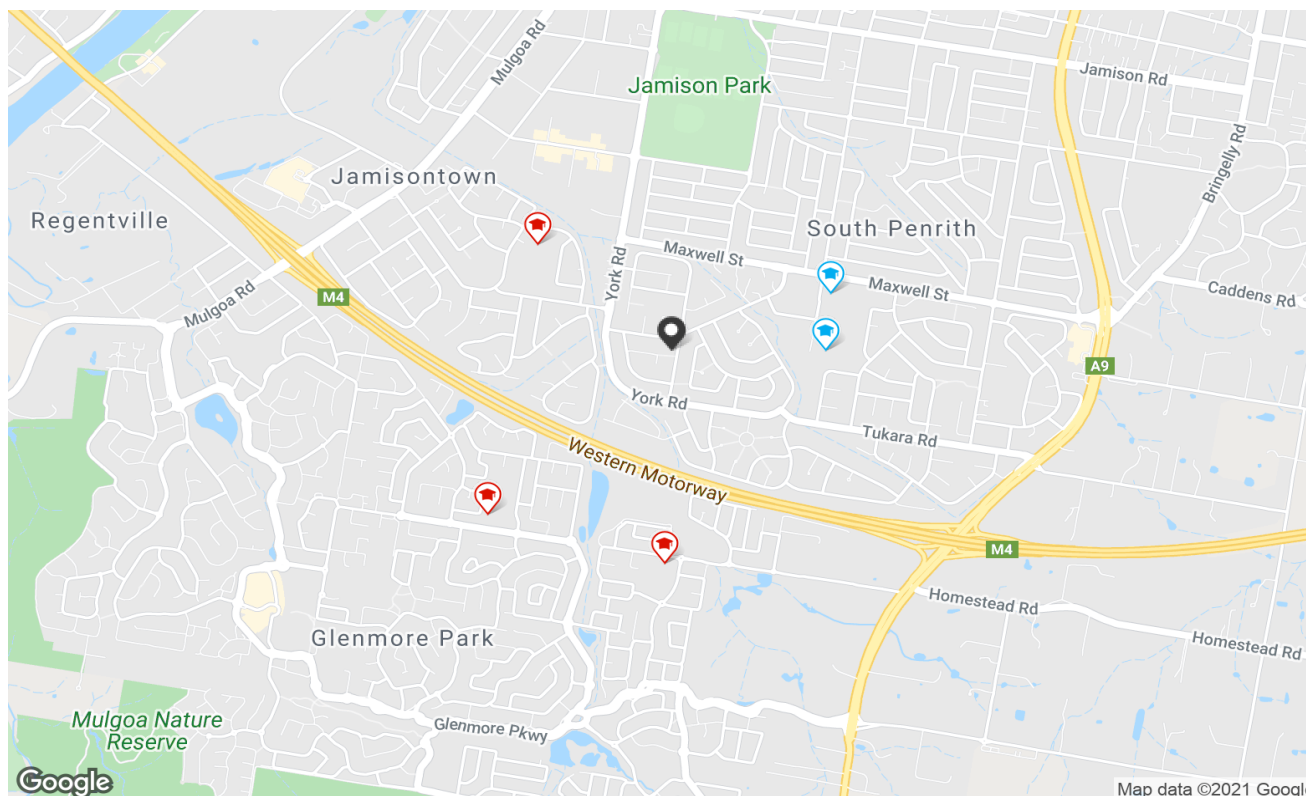 Mulgoa Rd
Jamison Park
Jamison Rd
Bringelly Rd
Jamisontown
Regentville
South Penrith
York Rd
Maxwell St
Maxwell St
Caddens Rd
M4
Mulgoa Rd
A9
York Rd
Tukara Rd
Western Motorway
M4
Homestead Rd
Glenmore Park
Homestead Rd
Mulgoa Nature
Reserve
Glenmore Pkwy
Google
Map data ©2021 Google